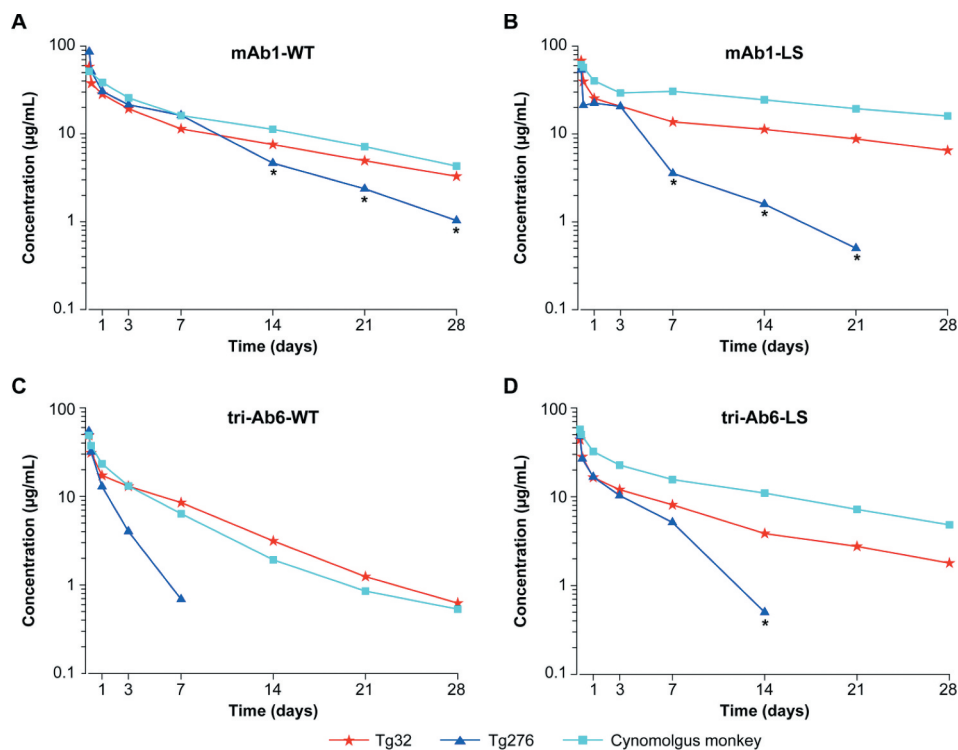 A
mAb1-WT
Concentration (µg/mL)
100
10
1
0.1
*
*
*
1 3 7 14 21 28
Time (days)
B
mAb1-LS
Concentration (µg/mL)
100
10
1
0.1
*
*
*
1 3 7 14 21 28
Time (days)
C
tri-Ab6-WT
Concentration (µg/mL)
100
10
1
0.1
1 3 7 14 21 28
Time (days)
D
tri-Ab6-LS
Concentration (µg/mL)
100
10
1
0.1
*
1 3 7 14 21 28
Time (days)
Tg32 Tg276 Cynomolgus monkey